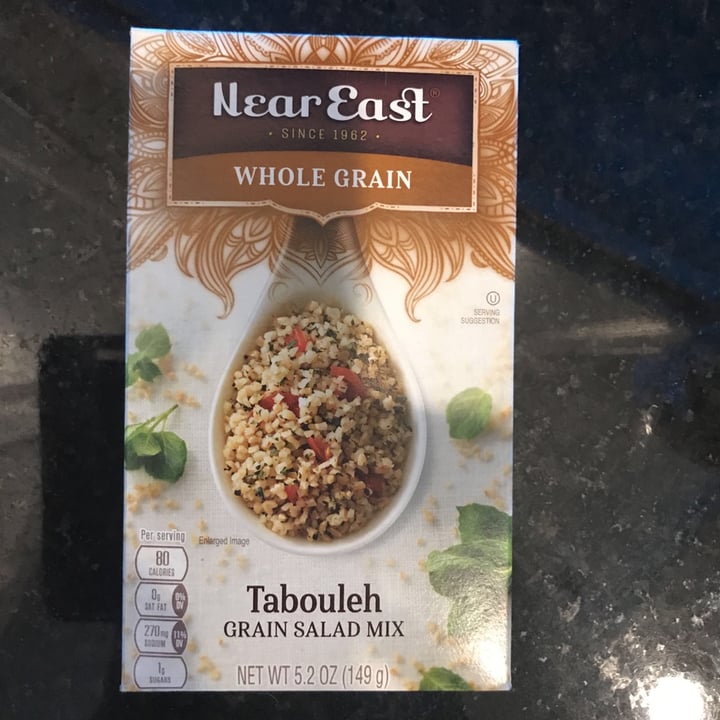 Near East®
• SINCE 1962 •
WHOLE GRAIN
U
SERVING
SUGGESTION
Enlarged Image
Per serving
80
CALORIES
0g
SAT FAT
0%
DV
270mg
SODIUM
11%
DV
1g
SUGARS
Tabouleh
GRAIN SALAD MIX
NET WT 5.2 OZ (149 g)